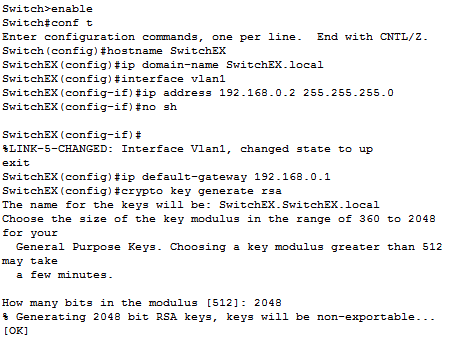 Switch>enable
Switch#conf t
Enter configuration commands, one per line.  End with CNTL/Z.
Switch(config)#hostname SwitchEX
SwitchEX(config)#ip domain-name SwitchEX.local
SwitchEX(config)#interface vlan1
SwitchEX(config-if)#ip address 192.168.0.2 255.255.255.0
SwitchEX(config-if)#no sh

SwitchEX(config-if)#
%LINK-5-CHANGED: Interface Vlan1, changed state to up
exit
SwitchEX(config)#ip default-gateway 192.168.0.1
SwitchEX(config)#crypto key generate rsa
The name for the keys will be: SwitchEX.SwitchEX.local
Choose the size of the key modulus in the range of 360 to 2048
for your
  General Purpose Keys. Choosing a key modulus greater than 512
may take
  a few minutes.

How many bits in the modulus [512]: 2048
% Generating 2048 bit RSA keys, keys will be non-exportable...
[OK]